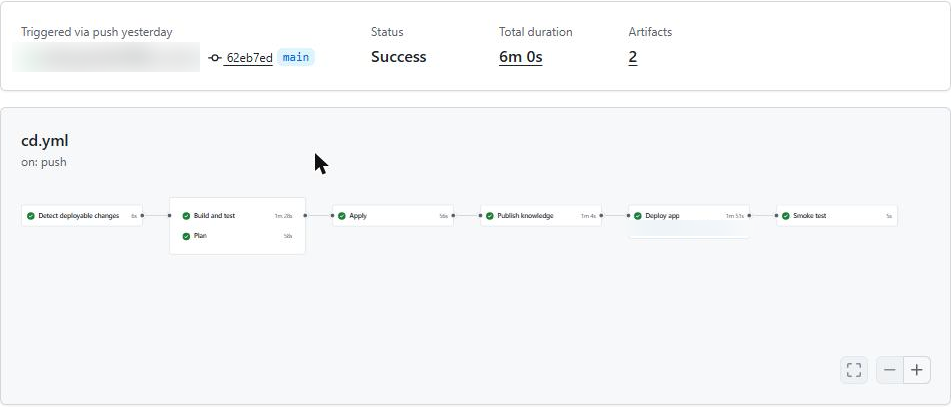 Triggered via push yesterday
62eb7ed main
Status
Success
Total duration
6m 0s
Artifacts
2
cd.yml
on: push
Detect deployable changes 6s
Build and test 1m 28s
Plan 58s
Apply 56s
Publish knowledge 1m 4s
Deploy app 1m 51s
Smoke test 5s